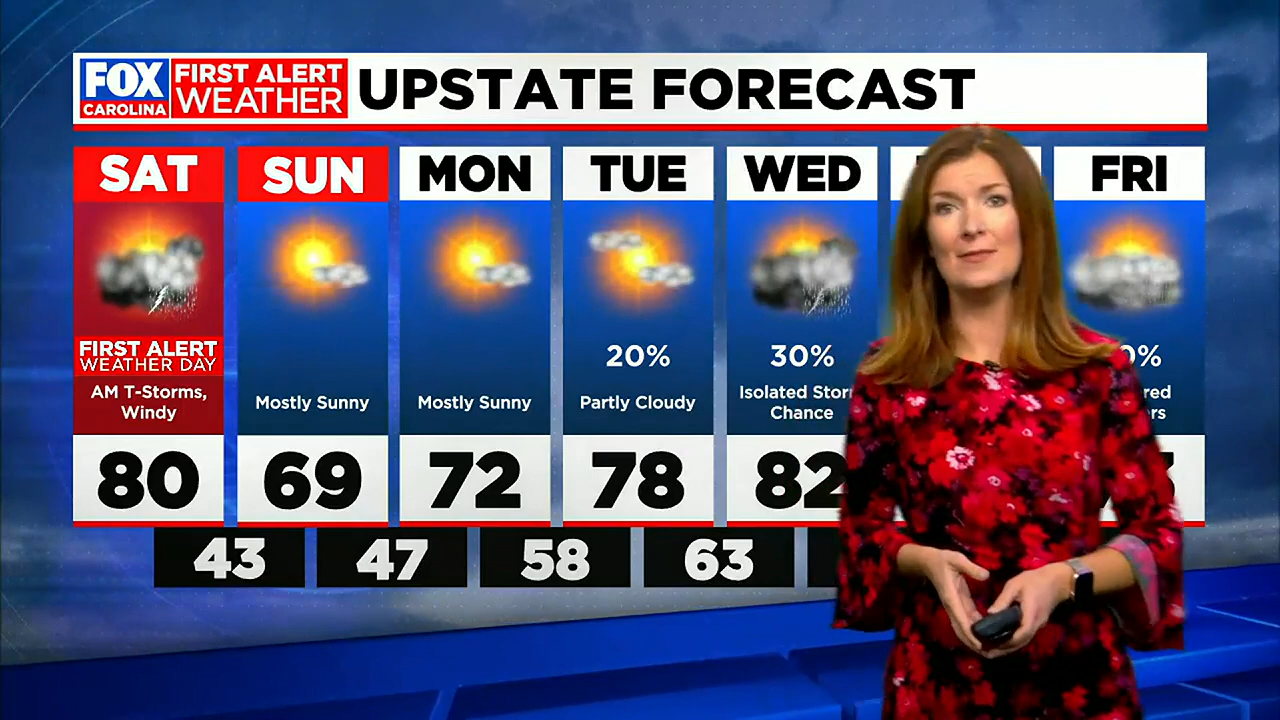 FOX
CAROLINA
FIRST ALERT
WEATHER
UPSTATE FORECAST
SAT
SUN
MON
TUE
WED
FRI
FIRST ALERT
WEATHER DAY
20%
30%
0%
AM T-Storms,
Windy
Mostly Sunny
Mostly Sunny
Partly Cloudy
Isolated
Chance
80
69
72
78
82
43
47
58
63